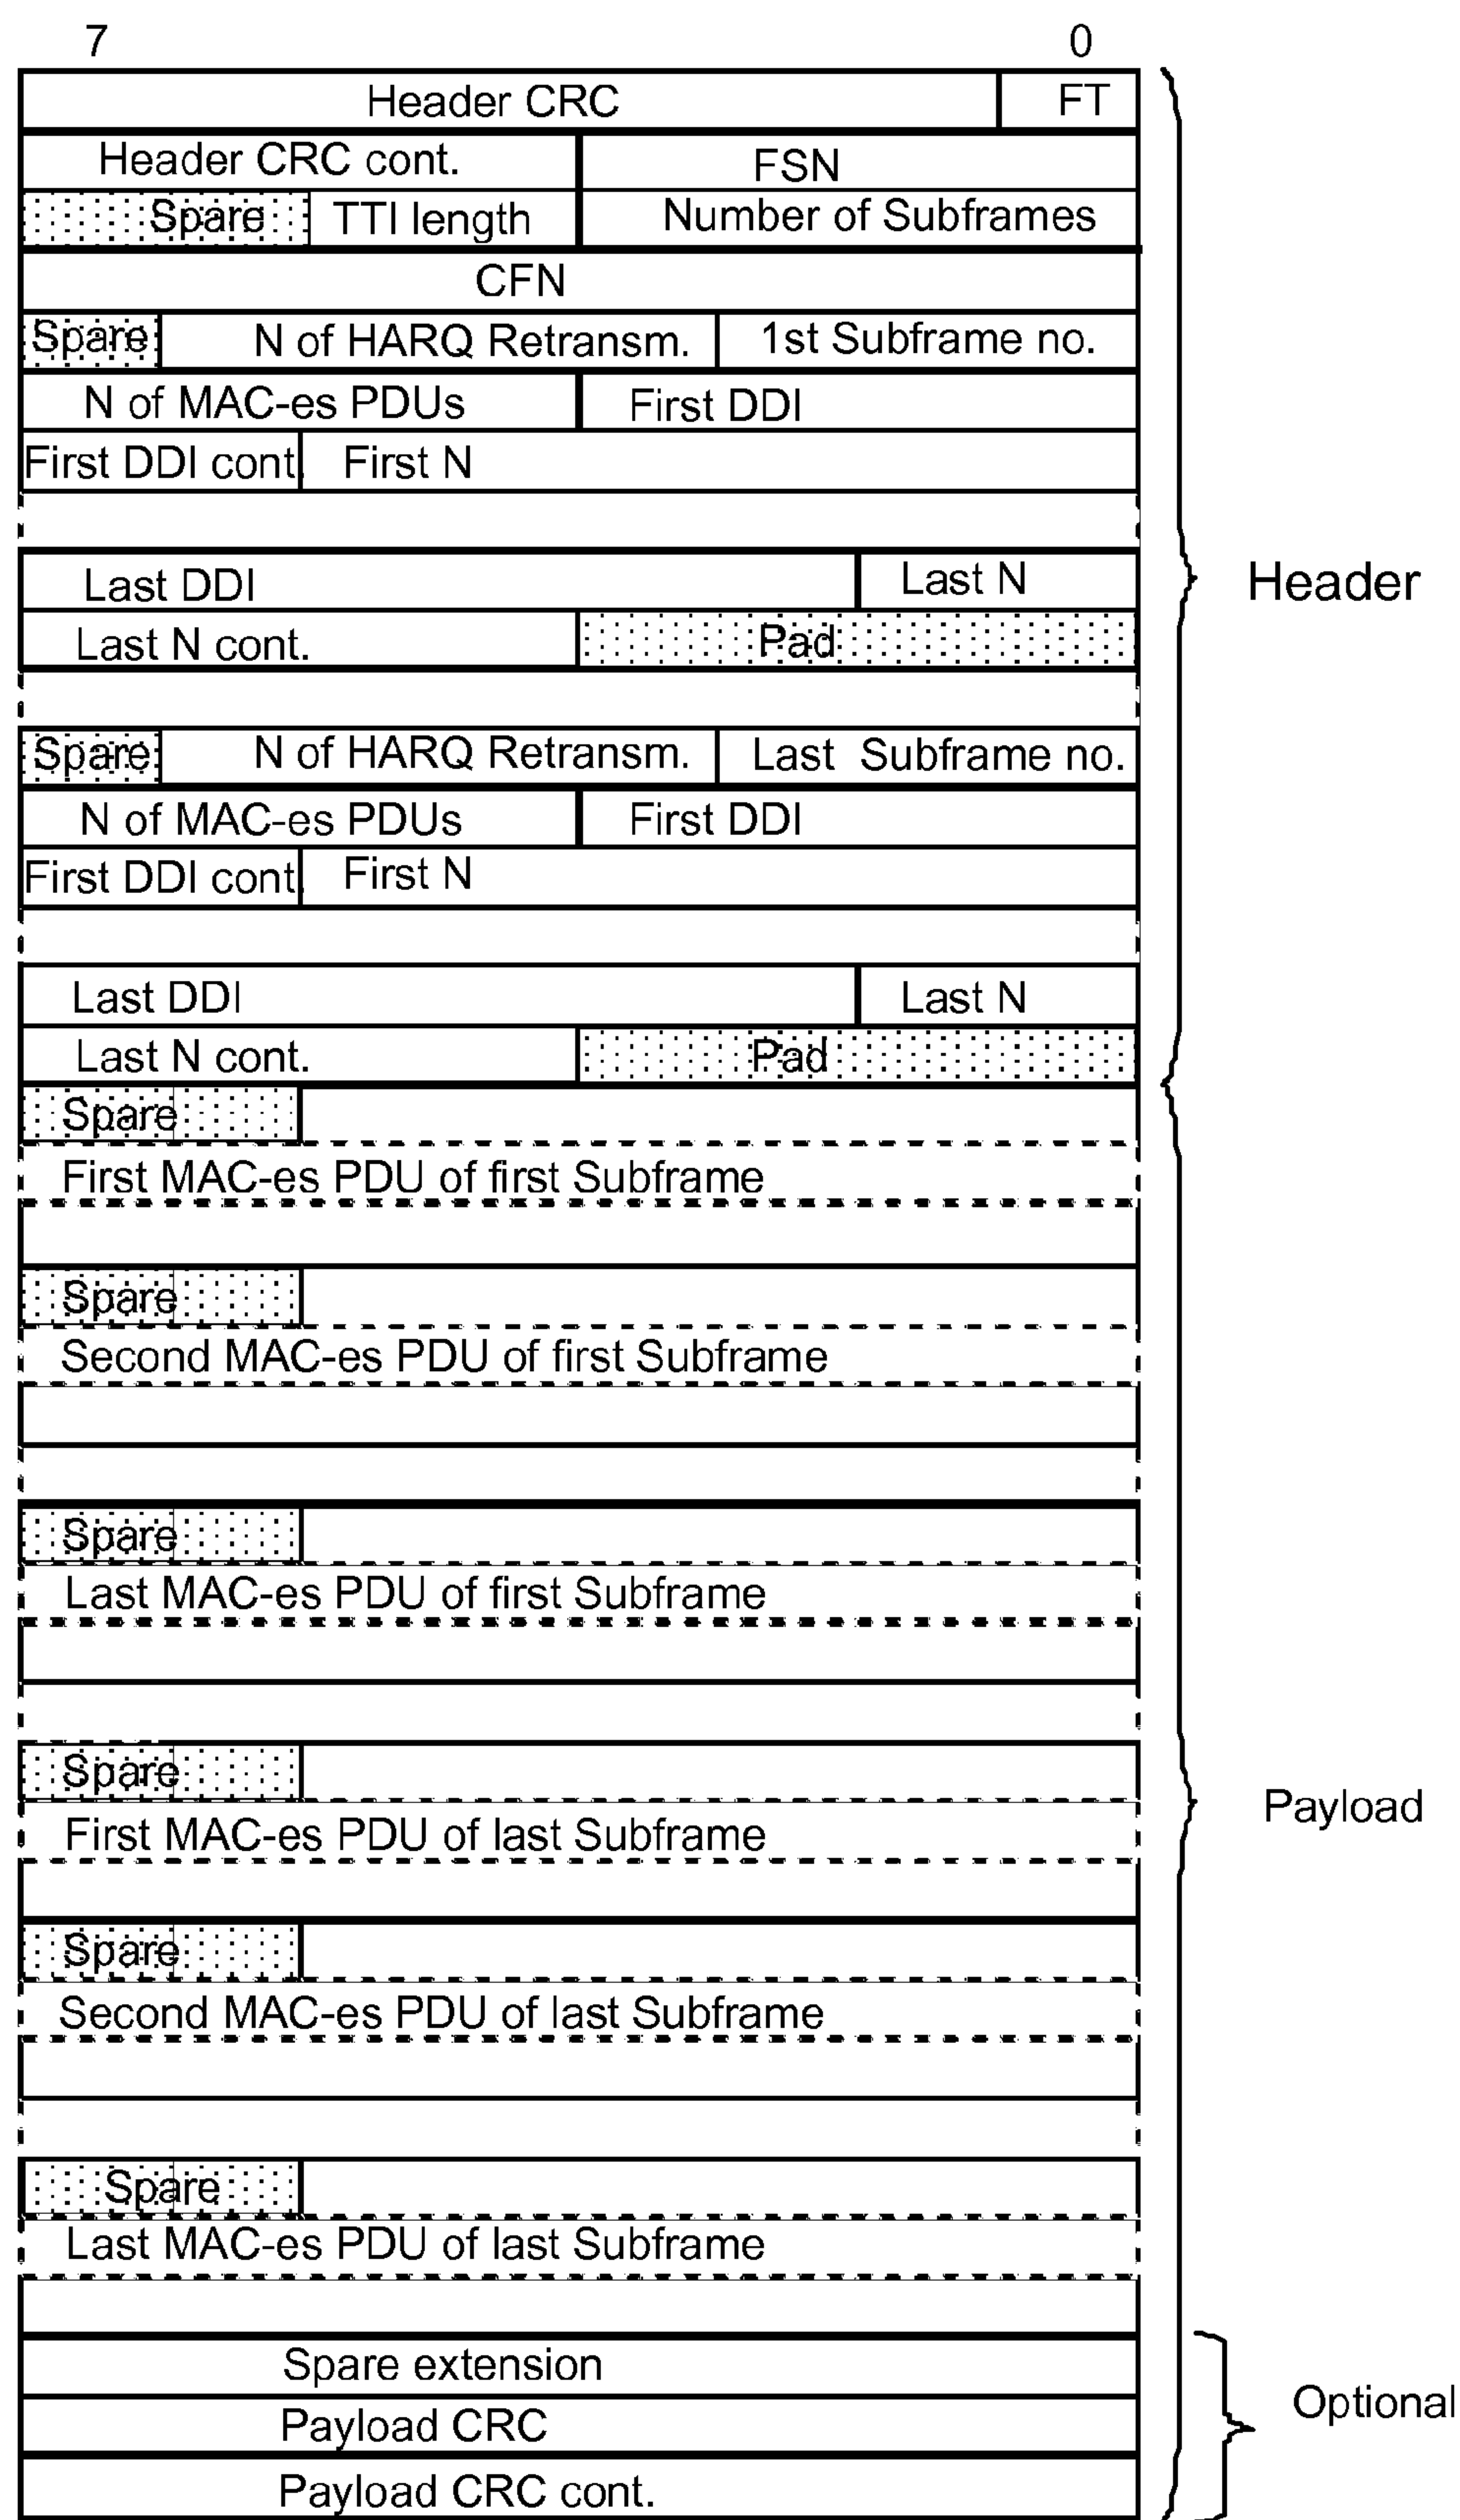 7 0
Header CRC FT
Header CRC cont. FSN
Spare TTI length Number of Subframes
CFN
Spare N of HARQ Retransm. 1st Subframe no.
N of MAC-es PDUs First DDI
First DDI cont. First N
Last DDI Last N
Header
Last N cont. Pad
Spare N of HARQ Retransm. Last Subframe no.
N of MAC-es PDUs First DDI
First DDI cont. First N
Last DDI Last N
Last N cont. Pad
Spare
First MAC-es PDU of first Subframe
Spare
Second MAC-es PDU of first Subframe
Spare
Last MAC-es PDU of first Subframe
Spare
Payload
First MAC-es PDU of last Subframe
Spare
Second MAC-es PDU of last Subframe
Spare
Last MAC-es PDU of last Subframe
Spare extension
Optional
Payload CRC
Payload CRC cont.